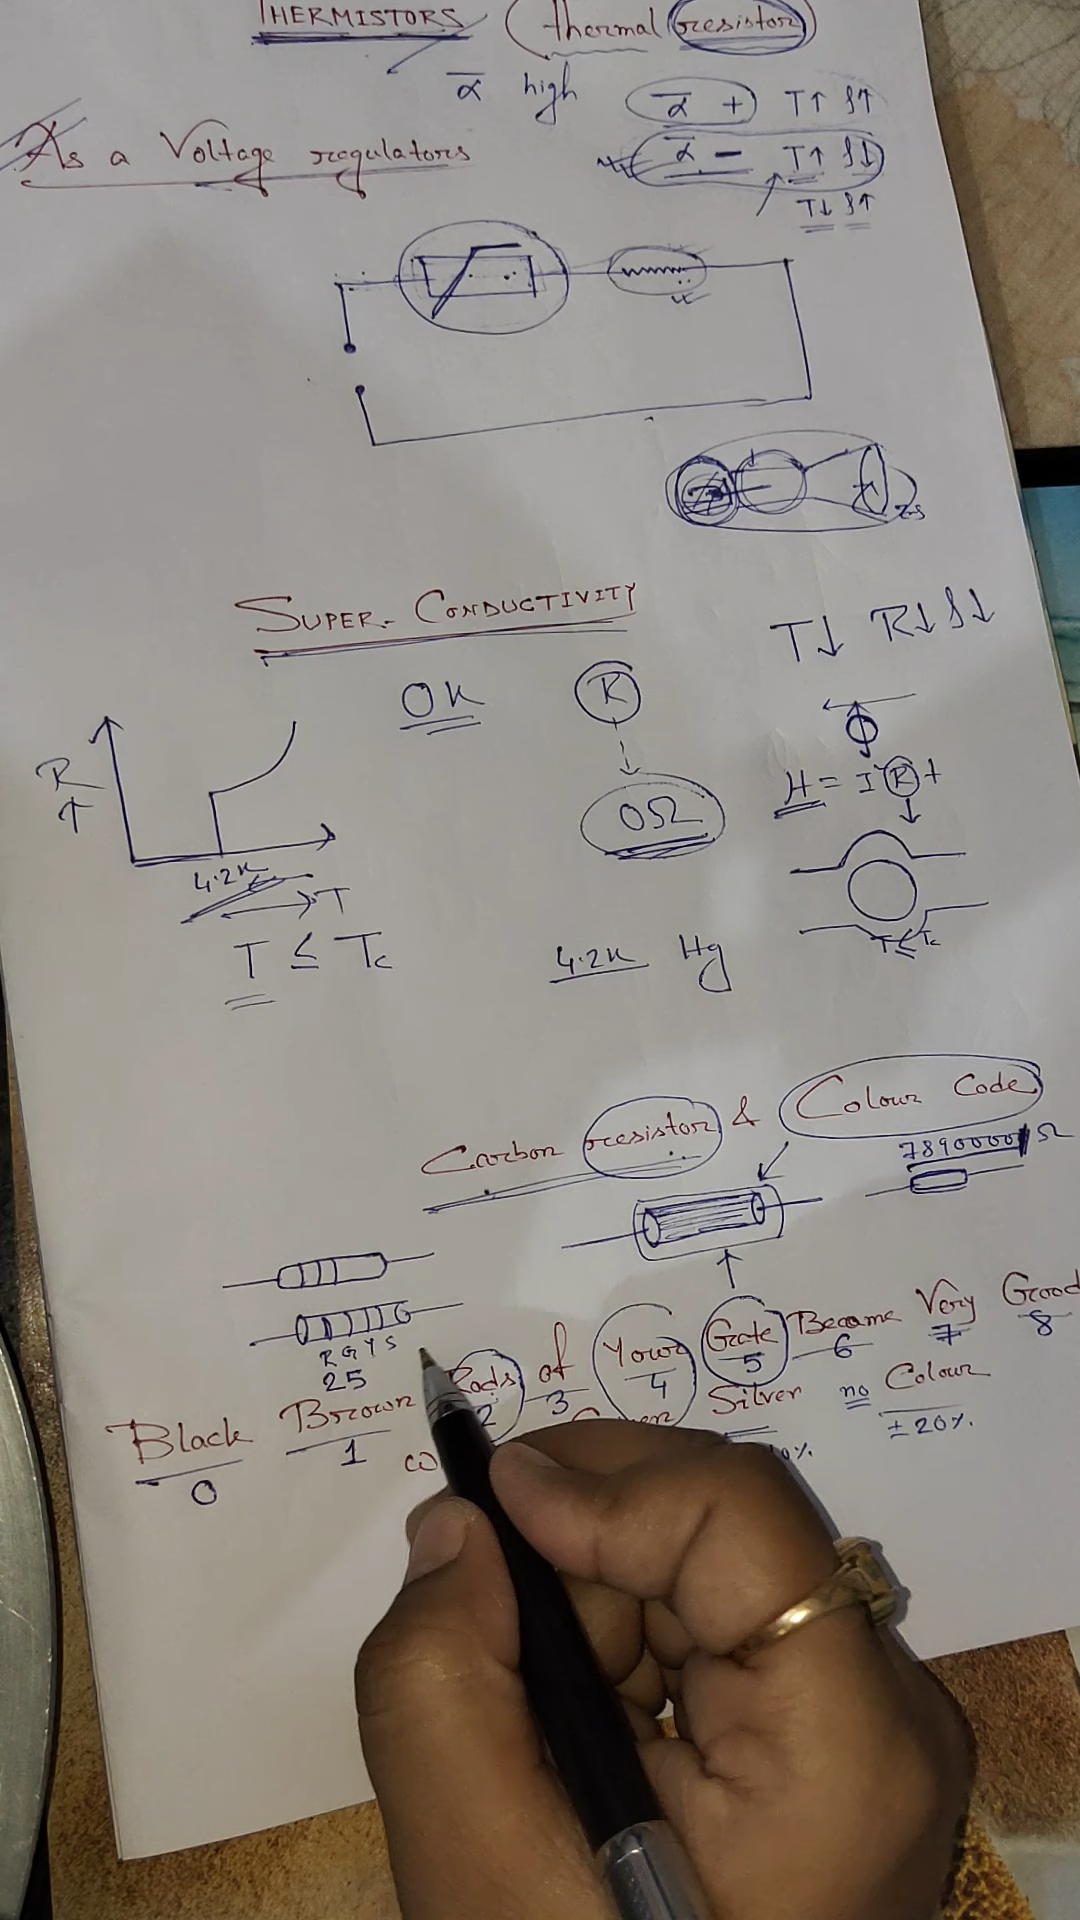 THERMISTORS (thermal resistor)
α high
α + T↑ ρ↑
α - T↑ ρ↓
T↓ ρ↑
As a Voltage regulators
SUPER-CONDUCTIVITY
T↓ R↓ ρ↓
0K
R
0Ω
ϕ
H = I²Rt
R
↑
4.2K
→T
T ≤ Tc
4.2K Hg
T≤Tc
Carbon resistor & Colour Code
7890000 Ω
R G Y S
25
Black Brown Rods of Your Gate Became Very Good
0 1 2 3 4 5 6 7 8
Silver no Colour
±20%